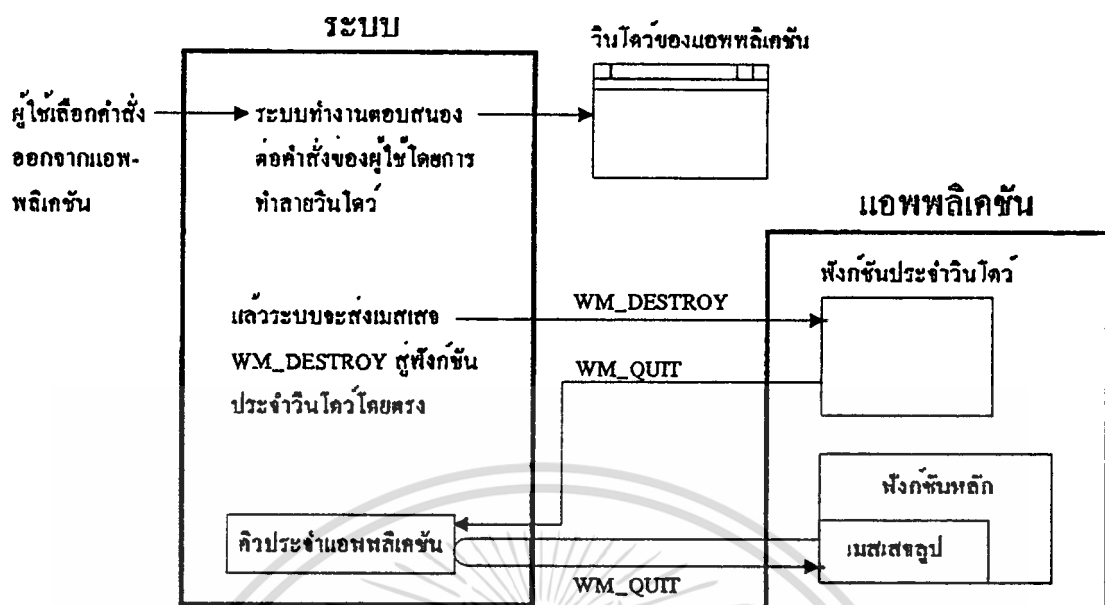 ระบบ
วินโดว์ของแอพพลิเคชัน
ผู้ใช้เลือกคำสั่ง
ออกจากแอพ-
พลิเคชัน
ระบบทำงานตอบสนอง
ต่อคำสั่งของผู้ใช้โดยการ
ทำลายวินโดว์
แอพพลิเคชัน
ฟังก์ชันประจำวินโดว์
แล้วระบบจะส่งเมสเสจ
WM_DESTROY สู่ฟังก์ชัน
ประจำวินโดว์โดยตรง
WM_DESTROY
WM_QUIT
ฟังก์ชันหลัก
คิวประจำแอพพลิเคชัน
เมสเสจลูป
WM_QUIT